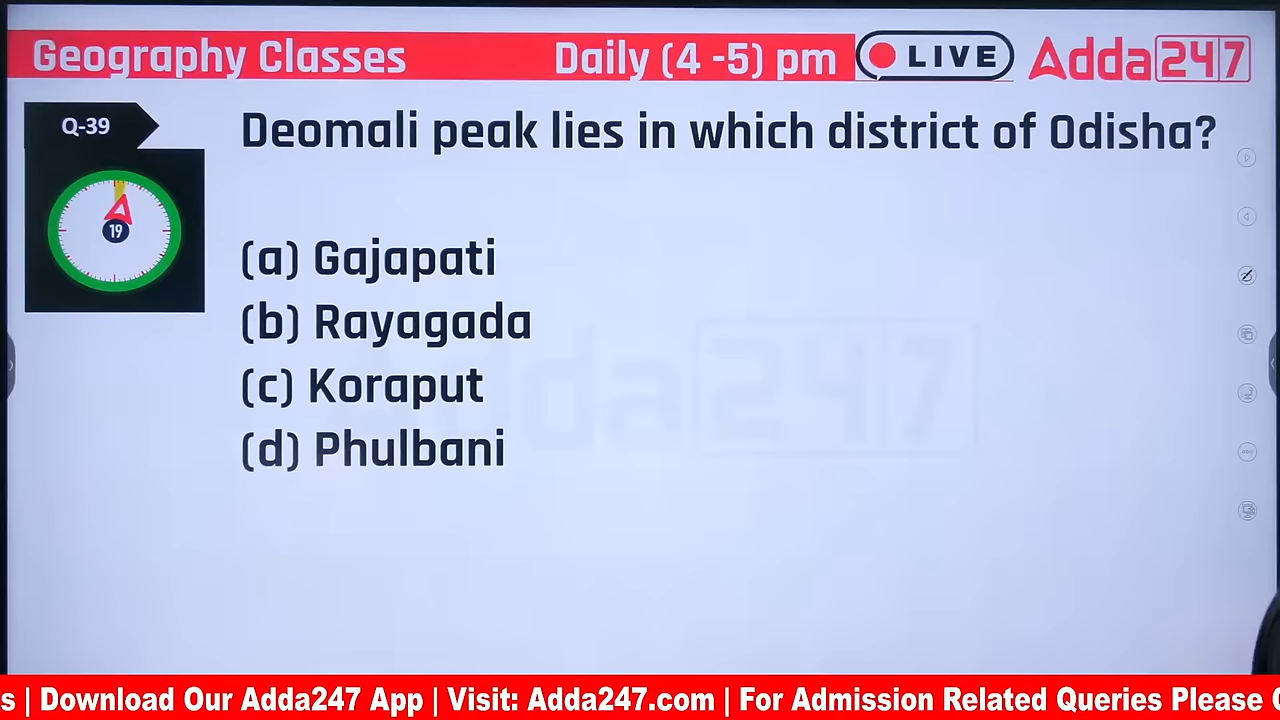 Geography Classes Daily (4 -5) pm LIVE Adda247
Q-39
Deomali peak lies in which district of Odisha?
19
(a) Gajapati
(b) Rayagada
(c) Koraput
(d) Phulbani
Adda247
s | Download Our Adda247 App | Visit: Adda247.com | For Admission Related Queries Please